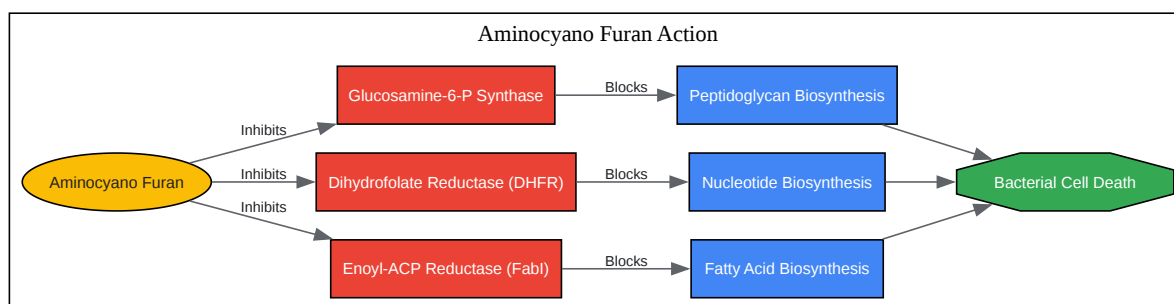 Aminocyano Furan Action
Glucosamine-6-P Synthase
Blocks
Peptidoglycan Biosynthesis
Inhibits
Aminocyano Furan
Inhibits
Dihydrofolate Reductase (DHFR)
Blocks
Nucleotide Biosynthesis
Bacterial Cell Death
Inhibits
Enoyl-ACP Reductase (FabI)
Blocks
Fatty Acid Biosynthesis